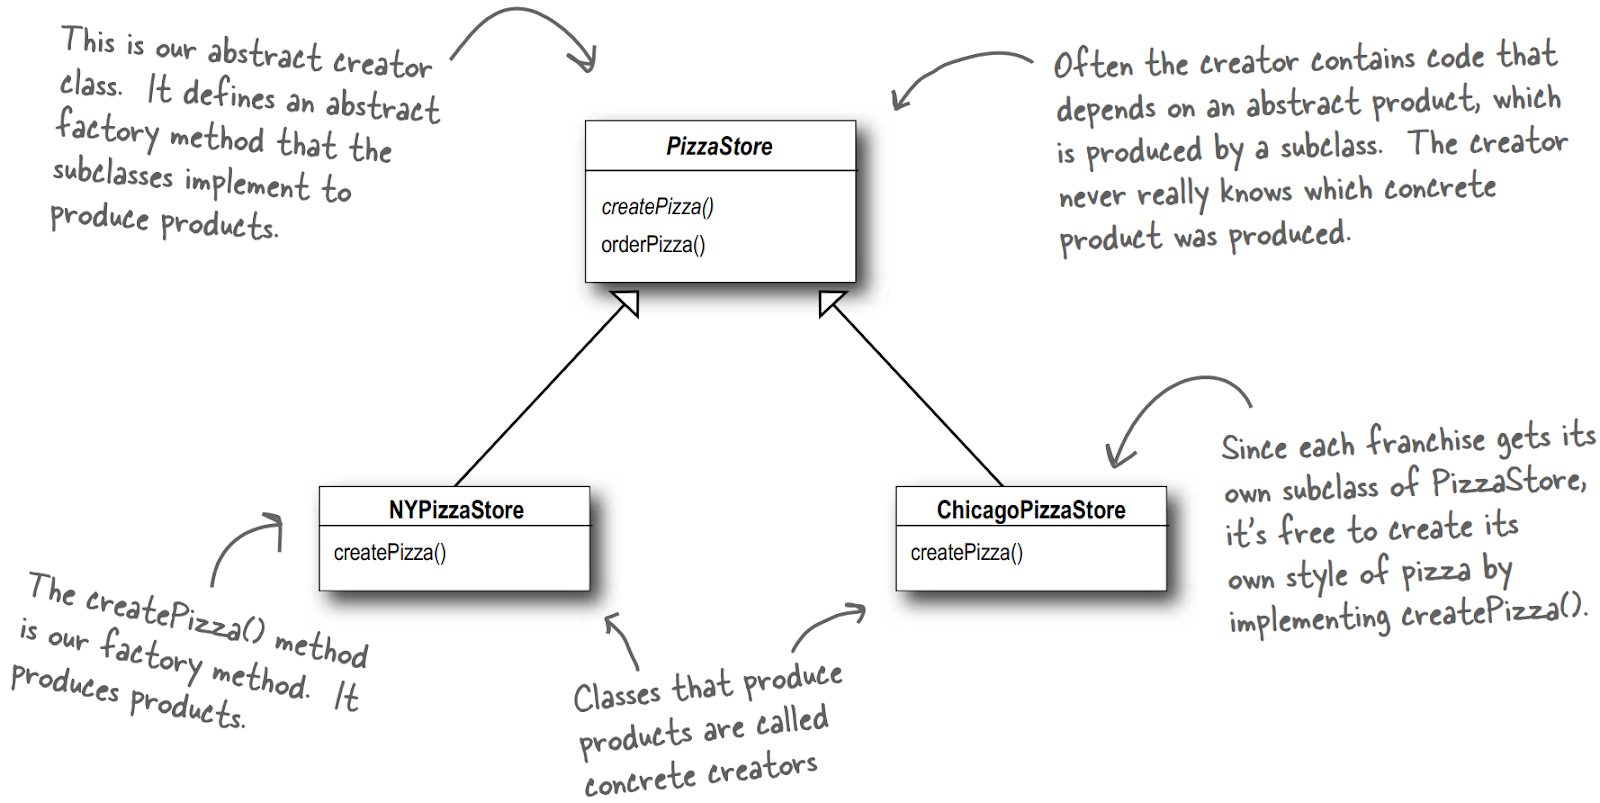 This is our abstract creator
class. It defines an abstract
factory method that the
subclasses implement to
produce products.
Often the creator contains code that
depends on an abstract product, which
is produced by a subclass. The creator
never really knows which concrete
product was produced.
PizzaStore
createPizza()
orderPizza()
NYPizzaStore
createPizza()
ChicagoPizzaStore
createPizza()
Since each franchise gets its
own subclass of PizzaStore,
it's free to create its
own style of pizza by
implementing createPizza().
The createPizza() method
is our factory method. It
produces products.
Classes that produce
products are called
concrete creators